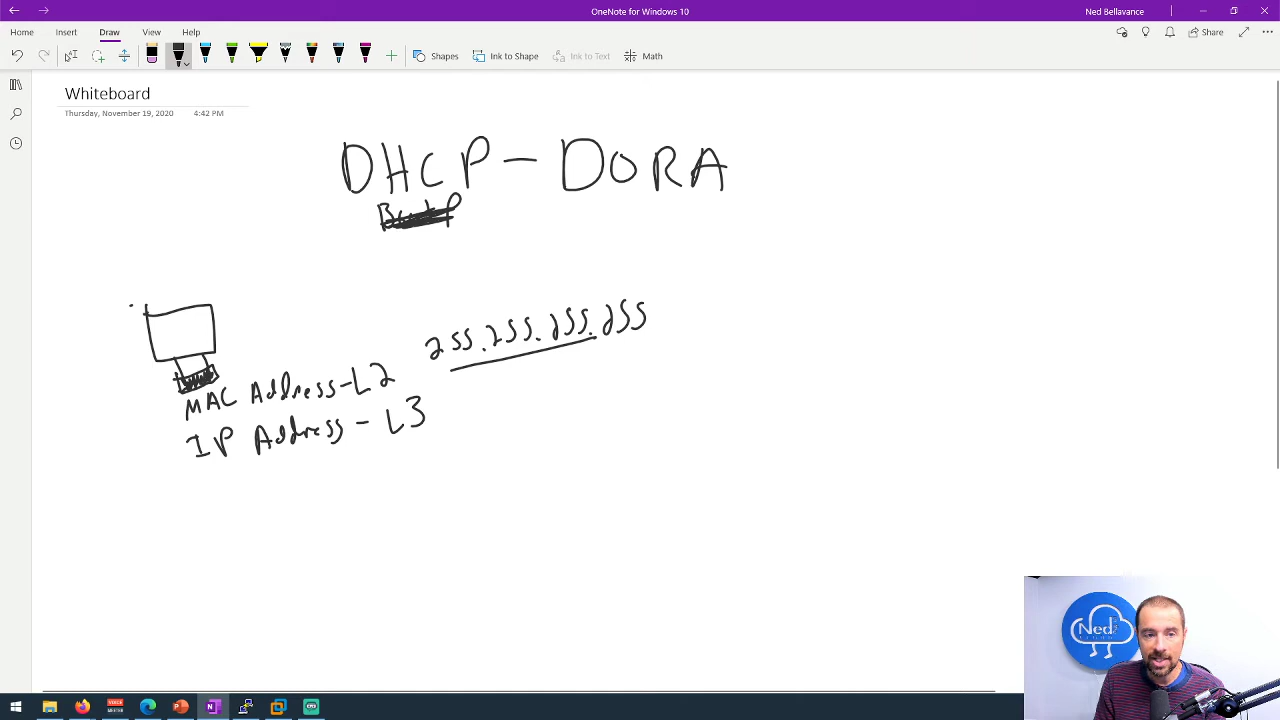 OneNote for Windows 10
Ned Bellavance
Home Insert Draw View Help
Share
Shapes Ink to Shape Ink to Text Math
Whiteboard
Thursday, November 19, 2020 4:42 PM
DHCP - DORA
255.255.255.255
MAC Address - L2
IP Address - L3
Ned